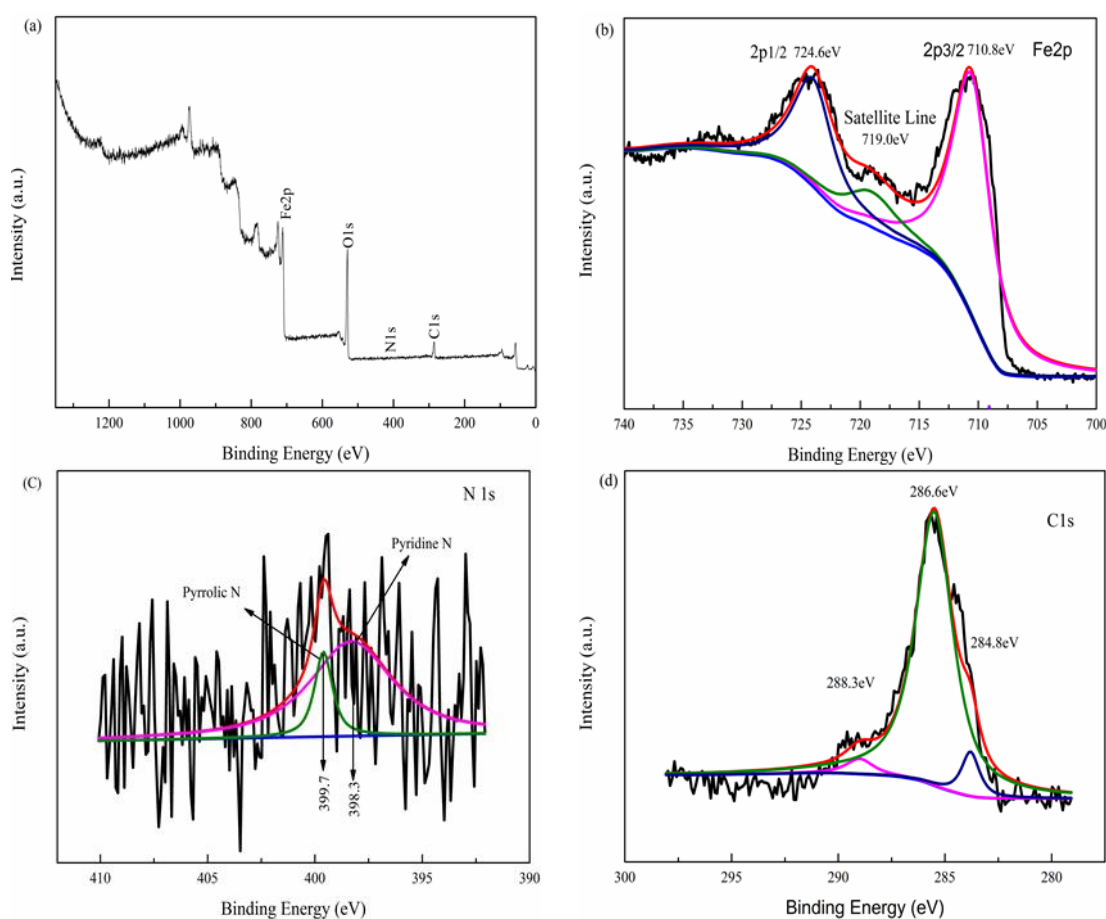 (a)
Fe2p
O1s
N1s
C1s
Intensity (a.u.)
1200 1000 800 600 400 200 0
Binding Energy (eV)
(b)
2p1/2 724.6eV
2p3/2 710.8eV
Fe2p
Satellite Line
719.0eV
Intensity (a.u.)
740 735 730 725 720 715 710 705 700
Binding Energy (eV)
(C)
N 1s
Pyridine N
Pyrrolic N
399.7
398.3
Intensity (a.u.)
410 405 400 395 390
Binding Energy (eV)
(d)
286.6eV
C1s
284.8eV
288.3eV
Intensity (a.u.)
300 295 290 285 280
Binding Energy (eV)